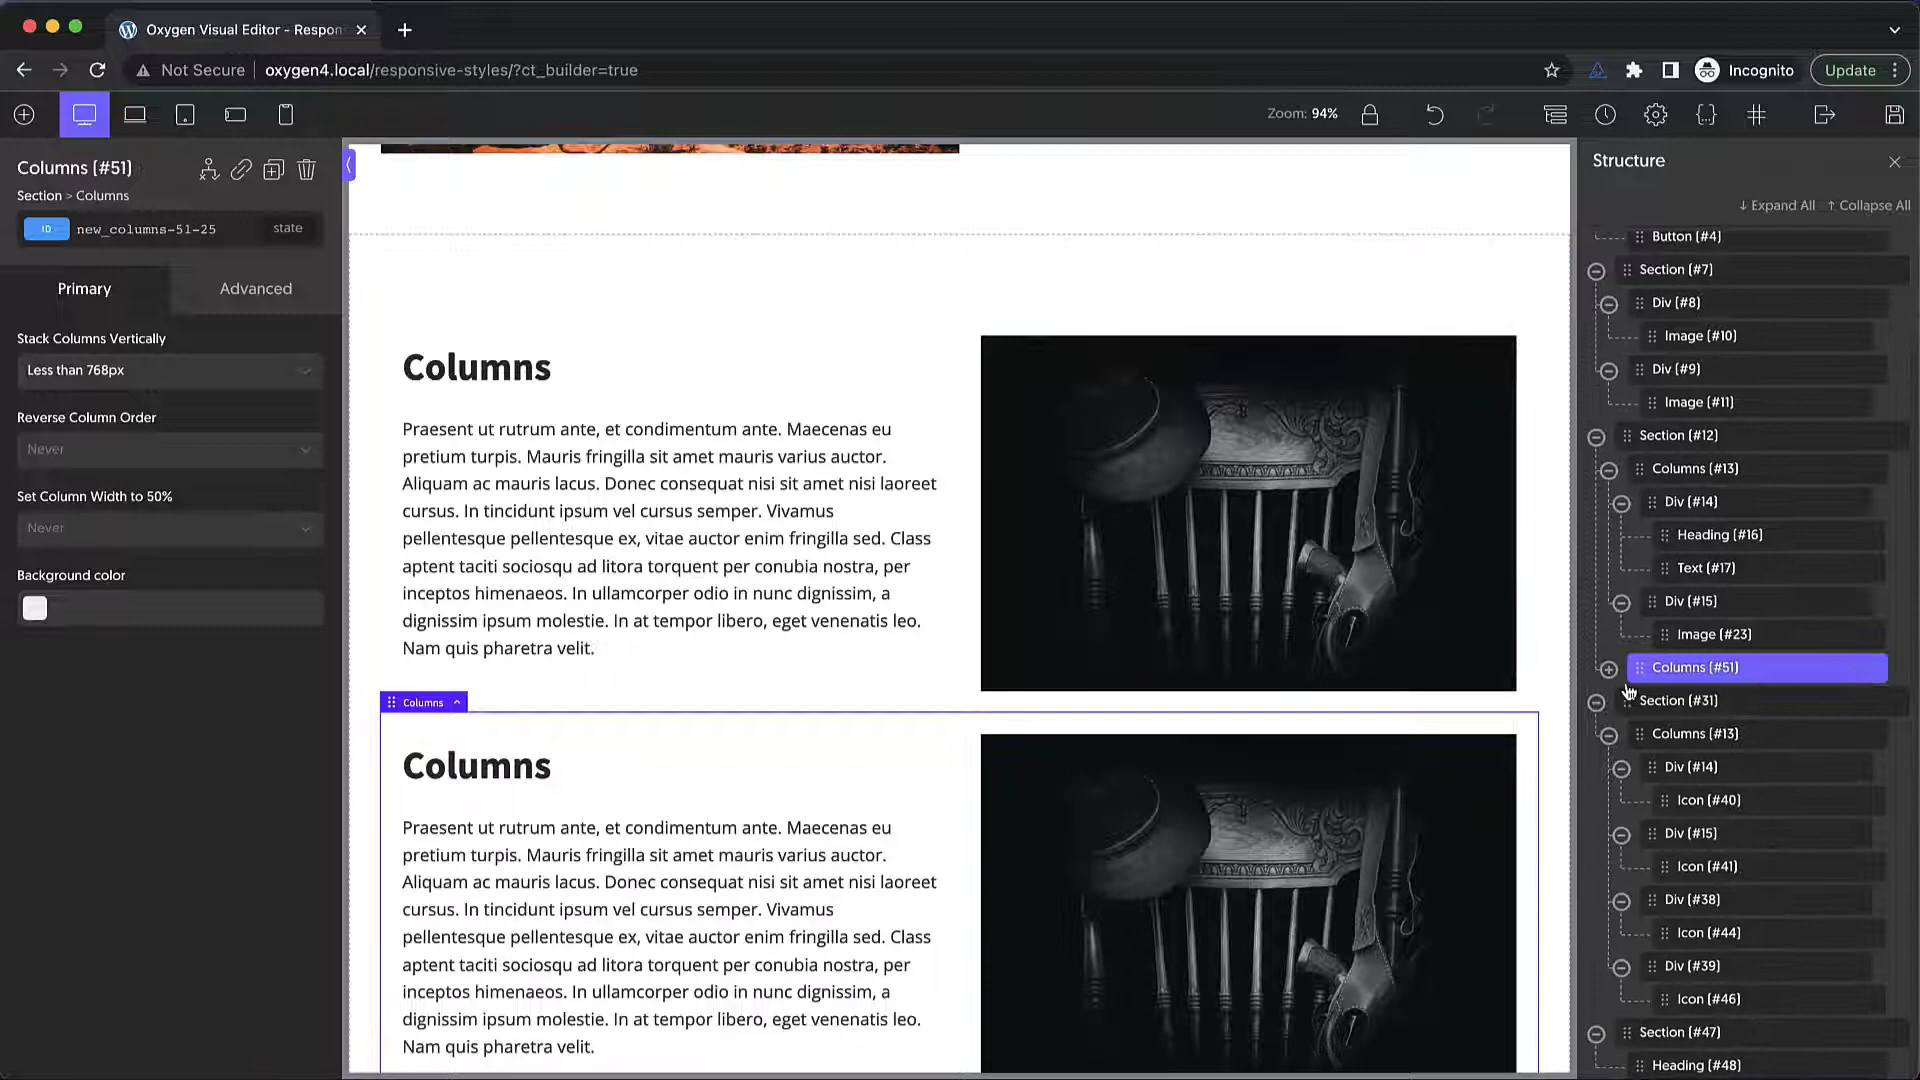 Oxygen Visual Editor - Respon
Not Secure
oxygen4.local/responsive-styles/?ct_builder=true
Incognito
Update
Zoom: 94%
Columns (#51)
Section > Columns
ID
new_columns-51-25
state
Primary
Advanced
Stack Columns Vertically
Less than 768px
Reverse Column Order
Never
Set Column Width to 50%
Never
Background color
Columns
Praesent ut rutrum ante, et condimentum ante. Maecenas eu
pretium turpis. Mauris fringilla sit amet mauris varius auctor.
Aliquam ac mauris lacus. Donec consequat nisi sit amet nisi laoreet
cursus. In tincidunt ipsum vel cursus semper. Vivamus
pellentesque pellentesque ex, vitae auctor enim fringilla sed. Class
aptent taciti sociosqu ad litora torquent per conubia nostra, per
inceptos himenaeos. In ullamcorper odio in nunc dignissim, a
dignissim ipsum molestie. In at tempor libero, eget venenatis leo.
Nam quis pharetra velit.
Columns
Columns
Praesent ut rutrum ante, et condimentum ante. Maecenas eu
pretium turpis. Mauris fringilla sit amet mauris varius auctor.
Aliquam ac mauris lacus. Donec consequat nisi sit amet nisi laoreet
cursus. In tincidunt ipsum vel cursus semper. Vivamus
pellentesque pellentesque ex, vitae auctor enim fringilla sed. Class
aptent taciti sociosqu ad litora torquent per conubia nostra, per
inceptos himenaeos. In ullamcorper odio in nunc dignissim, a
dignissim ipsum molestie. In at tempor libero, eget venenatis leo.
Nam quis pharetra velit.
Structure
Expand All
Collapse All
Button (#4)
Section (#7)
Div (#8)
Image (#10)
Div (#9)
Image (#11)
Section (#12)
Columns (#13)
Div (#14)
Heading (#16)
Text (#17)
Div (#15)
Image (#23)
Columns (#51)
Section (#31)
Columns (#13)
Div (#14)
Icon (#40)
Div (#15)
Icon (#41)
Div (#38)
Icon (#44)
Div (#39)
Icon (#46)
Section (#47)
Heading (#48)